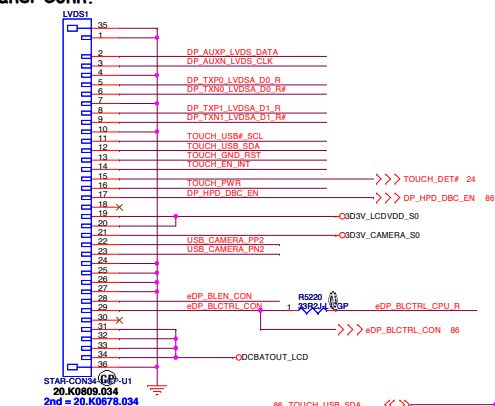 LVDS1
35
1
2 DP_AUXP_LVDS_DATA
3 DP_AUXN_LVDS_CLK
4
5 DP_TXP0_LVDSA_D0_R
6 DP_TXN0_LVDSA_D0_R#
7
8 DP_TXP1_LVDSA_D1_R
9 DP_TXN1_LVDSA_D1_R#
10
11 TOUCH_USB#_SCL
12 TOUCH_USB_SDA
13 TOUCH_GND_RST
14 TOUCH_EN_INT
15 TOUCH_DET# 24
16 TOUCH_PWR
17 DP_HPD_DBC_EN DP_HPD_DBC_EN 86
18
19 3D3V_LCDVDD_S0
20
21 3D3V_CAMERA_S0
22 USB_CAMERA_PP2
23 USB_CAMERA_PN2
24
25
26
27
28 eDP_BLEN_CON R5220
29 eDP_BLCTRL_CON 1 eDP_BLCTRL_CPU_R
30
31 eDP_BLCTRL_CON 86
32
33
34 DCBATOUT_LCD
36
20.K0809.034
2nd = 20.K0678.034
86 TOUCH_USB_SDA